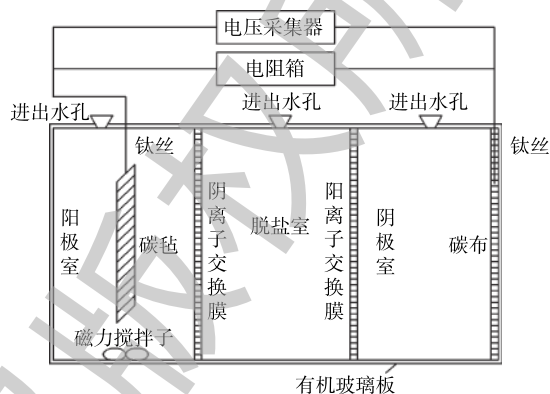 电压采集器
电阻箱
进出水孔
进出水孔
进出水孔
钛丝
钛丝
阳极室
碳毡
阴离子交换膜
脱盐室
阳离子交换膜
阴极室
碳布
磁力搅拌子
有机玻璃板
版权所